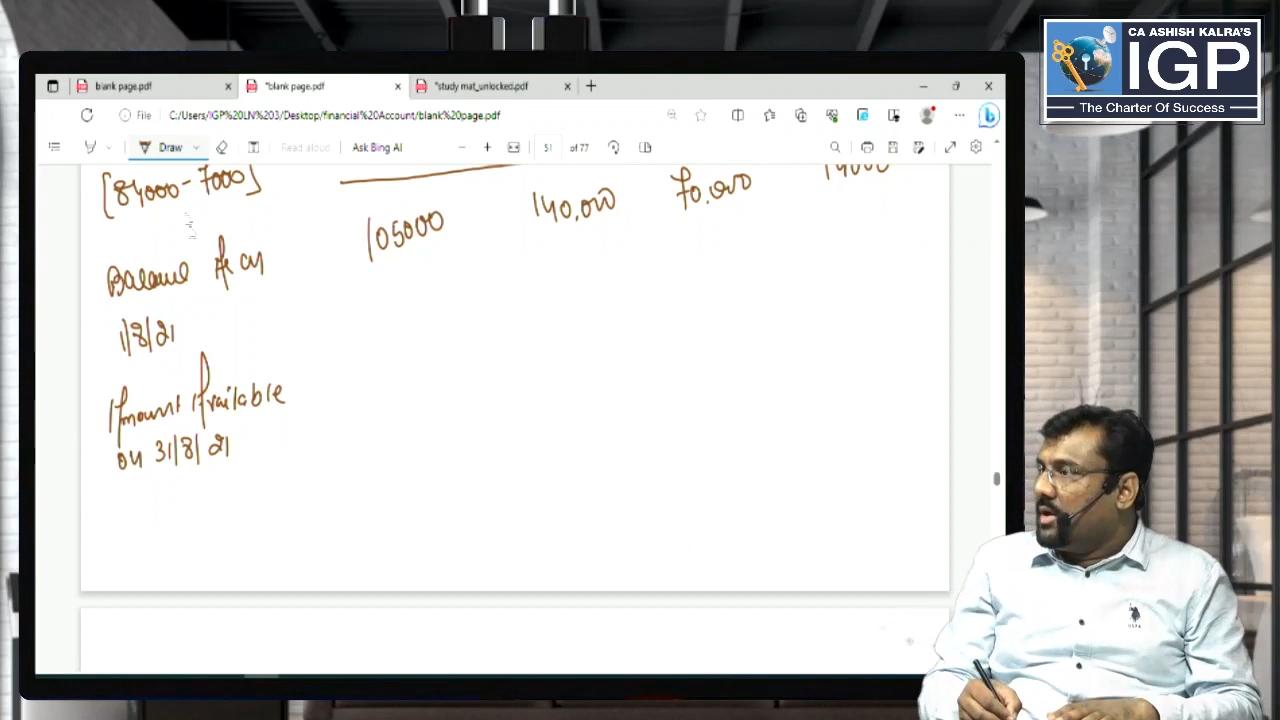 CA ASHISH KALRA'S
IGP
The Charter Of Success
blank page.pdf
*blank page.pdf
*study mat_unlocked.pdf
File
C:/Users/IGP%20LN%203/Desktop/financial%20Account/blank%20page.pdf
Draw
Read aloud
Ask Bing AI
51 of 77
[84000-7000]
105000 140,000 70,000 14000
Balance
1/8/21
Amount Available
on 31/8/21